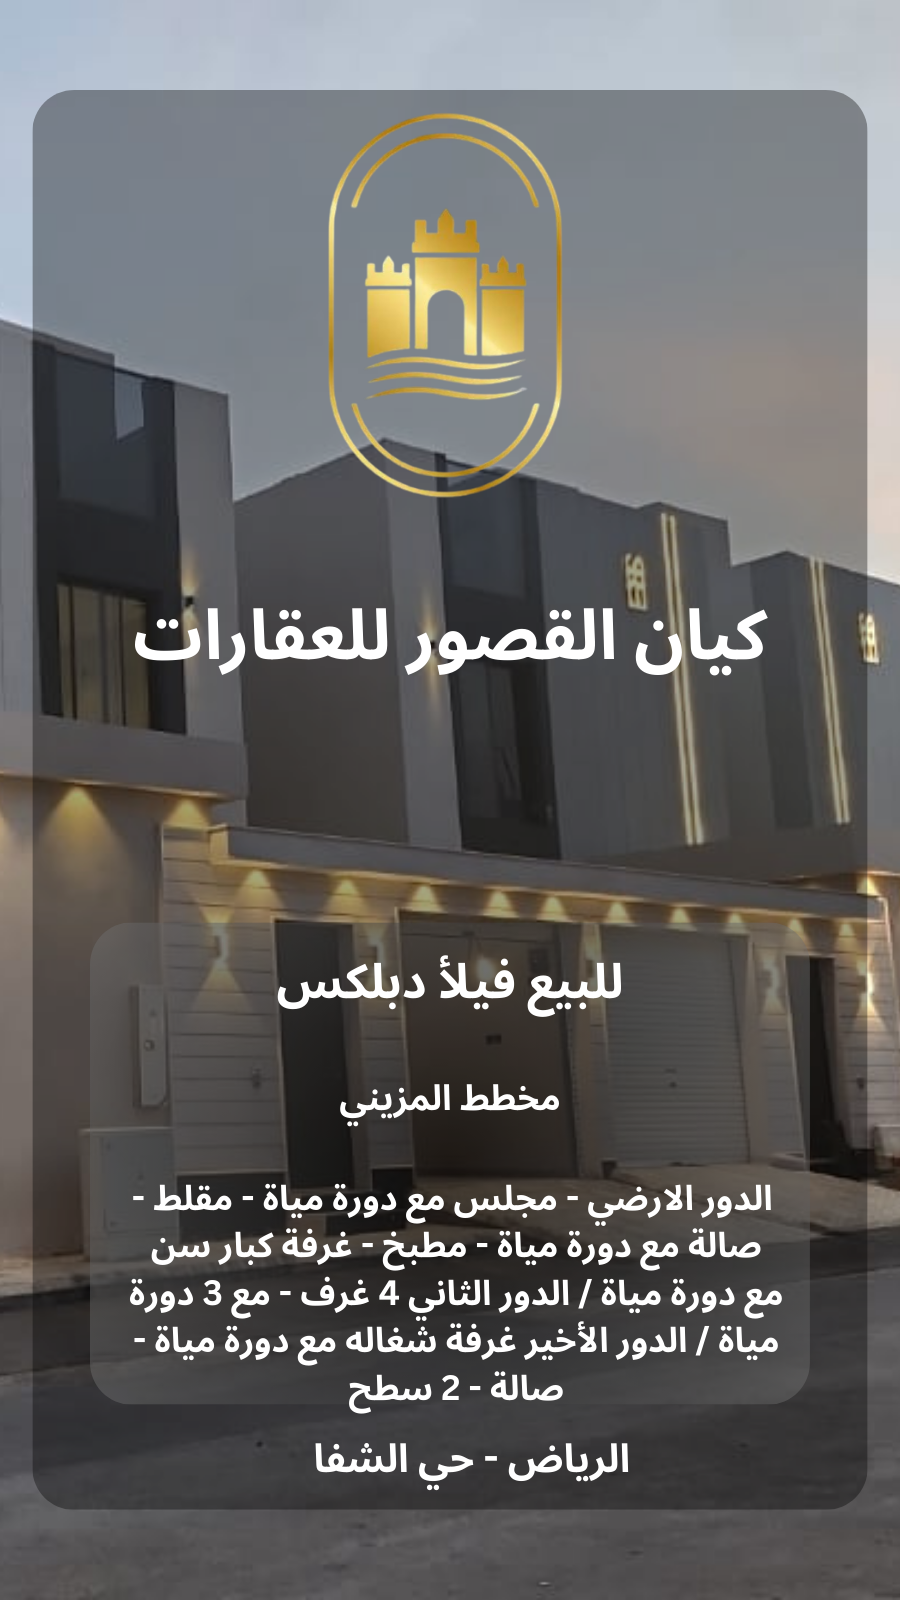 كيان القصور للعقارات
للبيع فيلأ دبلكس
مخطط المزيني
الدور الارضي - مجلس مع دورة مياة - مقلط -
صالة مع دورة مياة - مطبخ - غرفة كبار سن
مع دورة مياة / الدور الثاني 4 غرف - مع 3 دورة
مياة / الدور الأخير غرفة شغاله مع دورة مياة -
صالة - 2 سطح
الرياض - حي الشفا